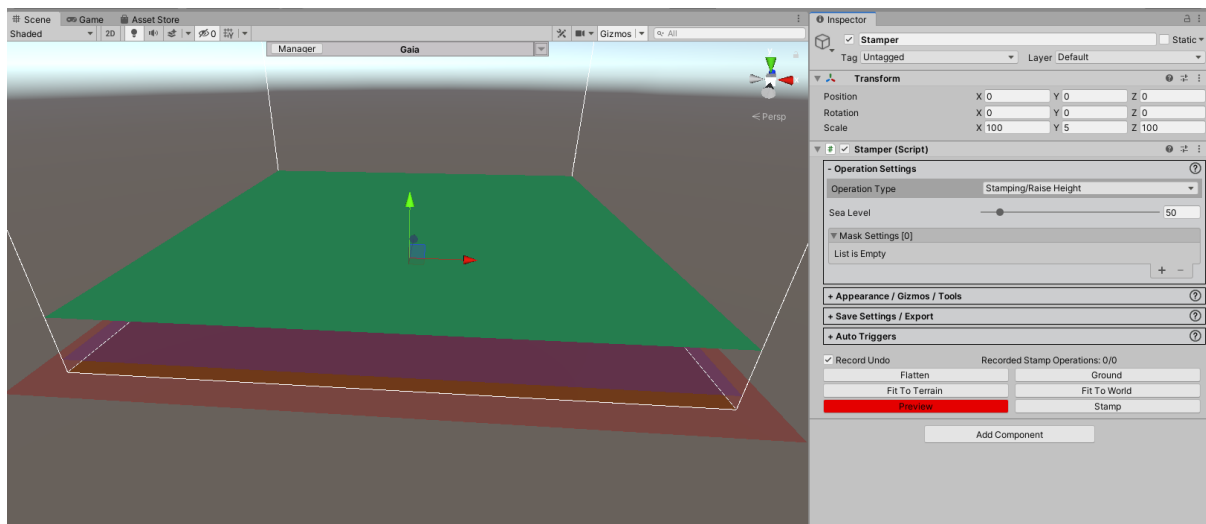 Scene Game Asset Store
Shaded 2D 0 Gizmos All
Manager Gaia
y
x
Persp
Inspector
Stamper Static
Tag Untagged Layer Default
Transform
Position X 0 Y 0 Z 0
Rotation X 0 Y 0 Z 0
Scale X 100 Y 5 Z 100
# Stamper (Script)
- Operation Settings ?
Operation Type Stamping/Raise Height
Sea Level 50
Mask Settings [0]
List is Empty
+ −
+ Appearance / Gizmos / Tools ?
+ Save Settings / Export ?
+ Auto Triggers ?
Record Undo Recorded Stamp Operations: 0/0
Flatten Ground
Fit To Terrain Fit To World
Preview Stamp
Add Component